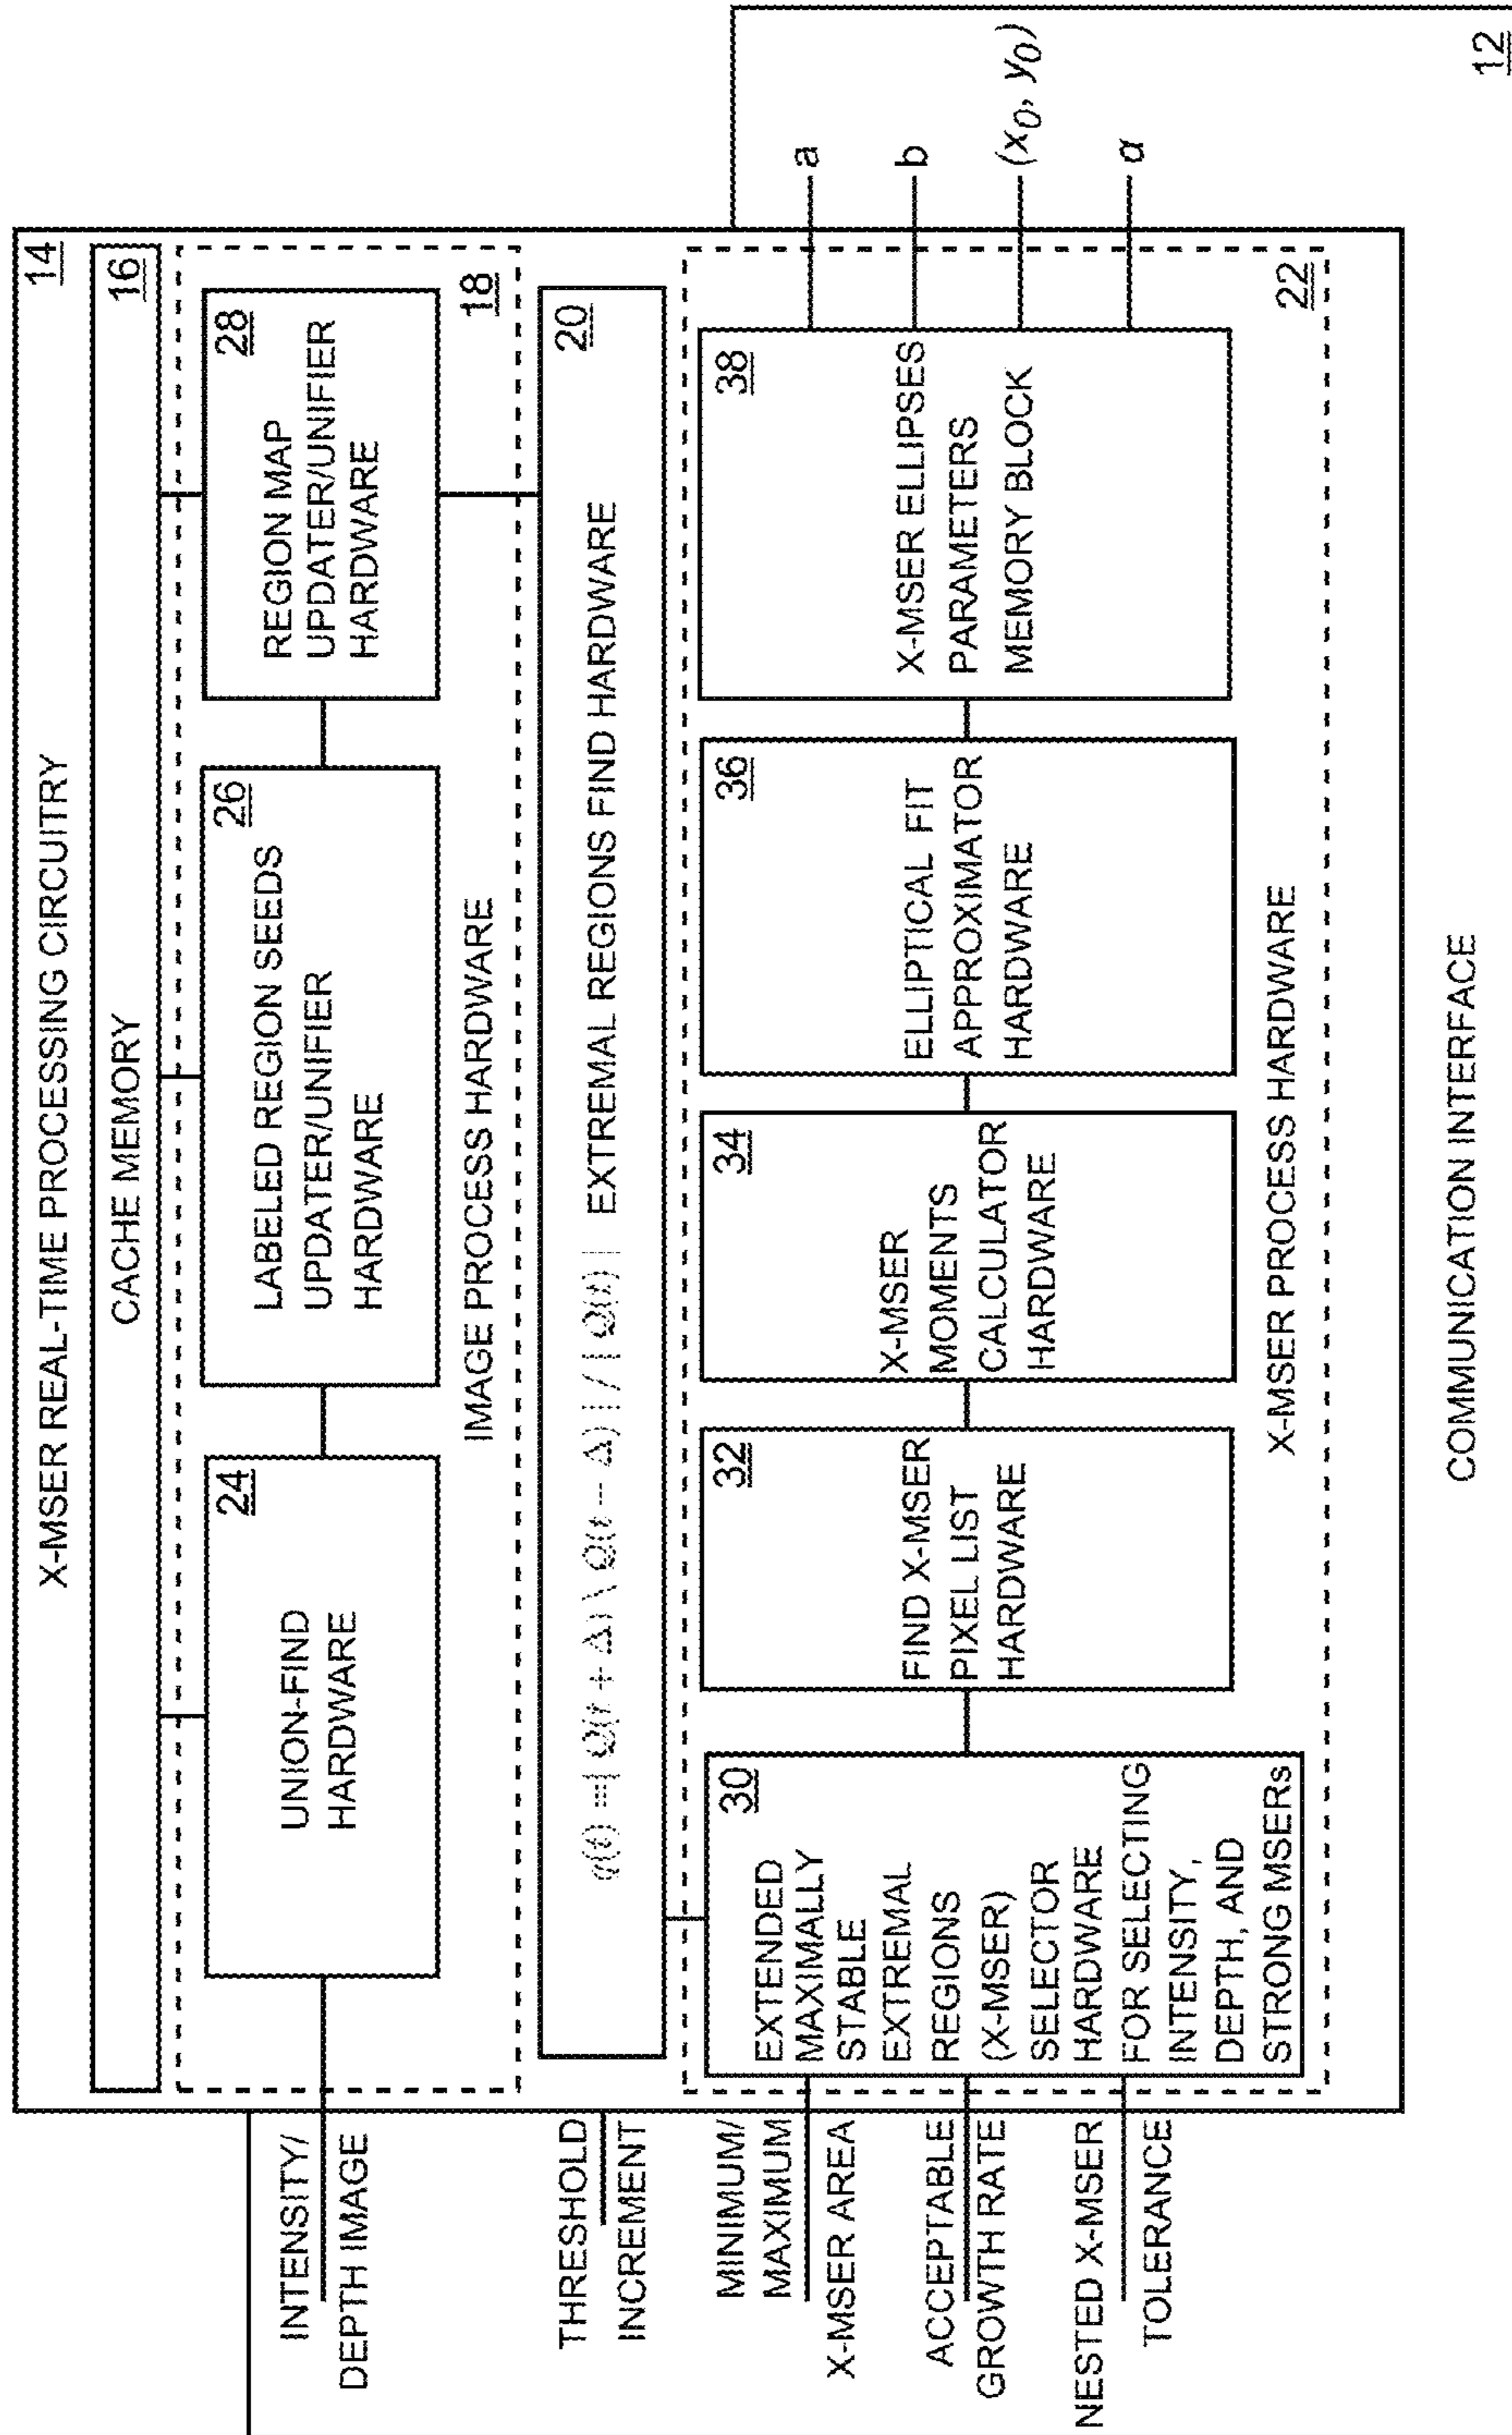 X-MSER REAL-TIME PROCESSING CIRCUITRY
14
CACHE MEMORY
16
INTENSITY/
DEPTH IMAGE
UNION-FIND
HARDWARE
24
LABELED REGION SEEDS
UPDATER/UNIFIER
HARDWARE
26
REGION MAP
UPDATER/UNIFIER
HARDWARE
28
IMAGE PROCESS HARDWARE
18
THRESHOLD
INCREMENT
q(t) =| Q(t + Δ) \ Q(t - Δ) | / | Q(t) |
EXTREMAL REGIONS FIND HARDWARE
20
MINIMUM/
MAXIMUM
X-MSER AREA
ACCEPTABLE
GROWTH RATE
NESTED X-MSER
TOLERANCE
30
EXTENDED
MAXIMALLY
STABLE
EXTREMAL
REGIONS
(X-MSER)
SELECTOR
HARDWARE
FOR SELECTING
INTENSITY,
DEPTH, AND
STRONG MSERs
32
FIND X-MSER
PIXEL LIST
HARDWARE
34
X-MSER
MOMENTS
CALCULATOR
HARDWARE
36
ELLIPTICAL FIT
APPROXIMATOR
HARDWARE
38
X-MSER ELLIPSES
PARAMETERS
MEMORY BLOCK
a
b
(x0, y0)
α
X-MSER PROCESS HARDWARE
22
COMMUNICATION INTERFACE
12